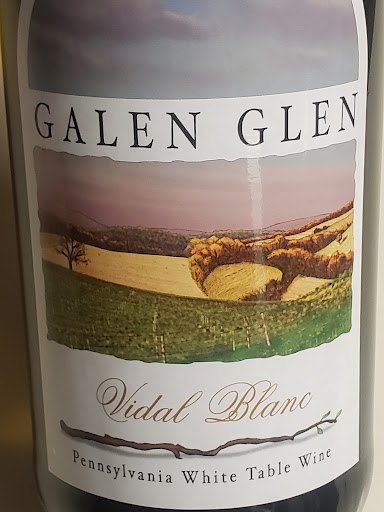 GALEN GLEN
Vidal Blanc
Pennsylvania White Table Wine